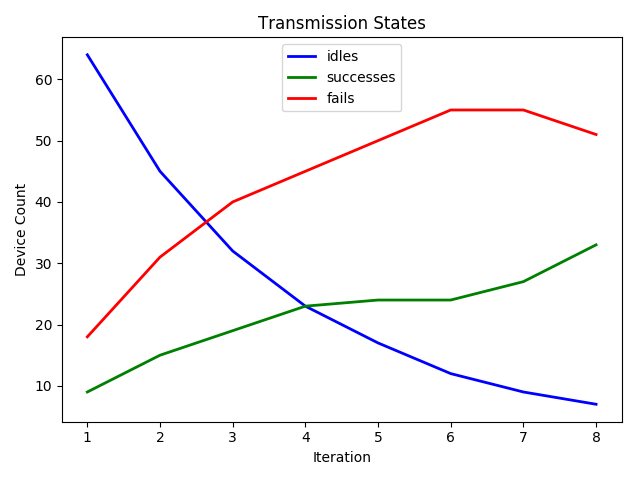 Transmission States
idles
successes
fails
Device Count
60
50
40
30
20
10
1 2 3 4 5 6 7 8
Iteration